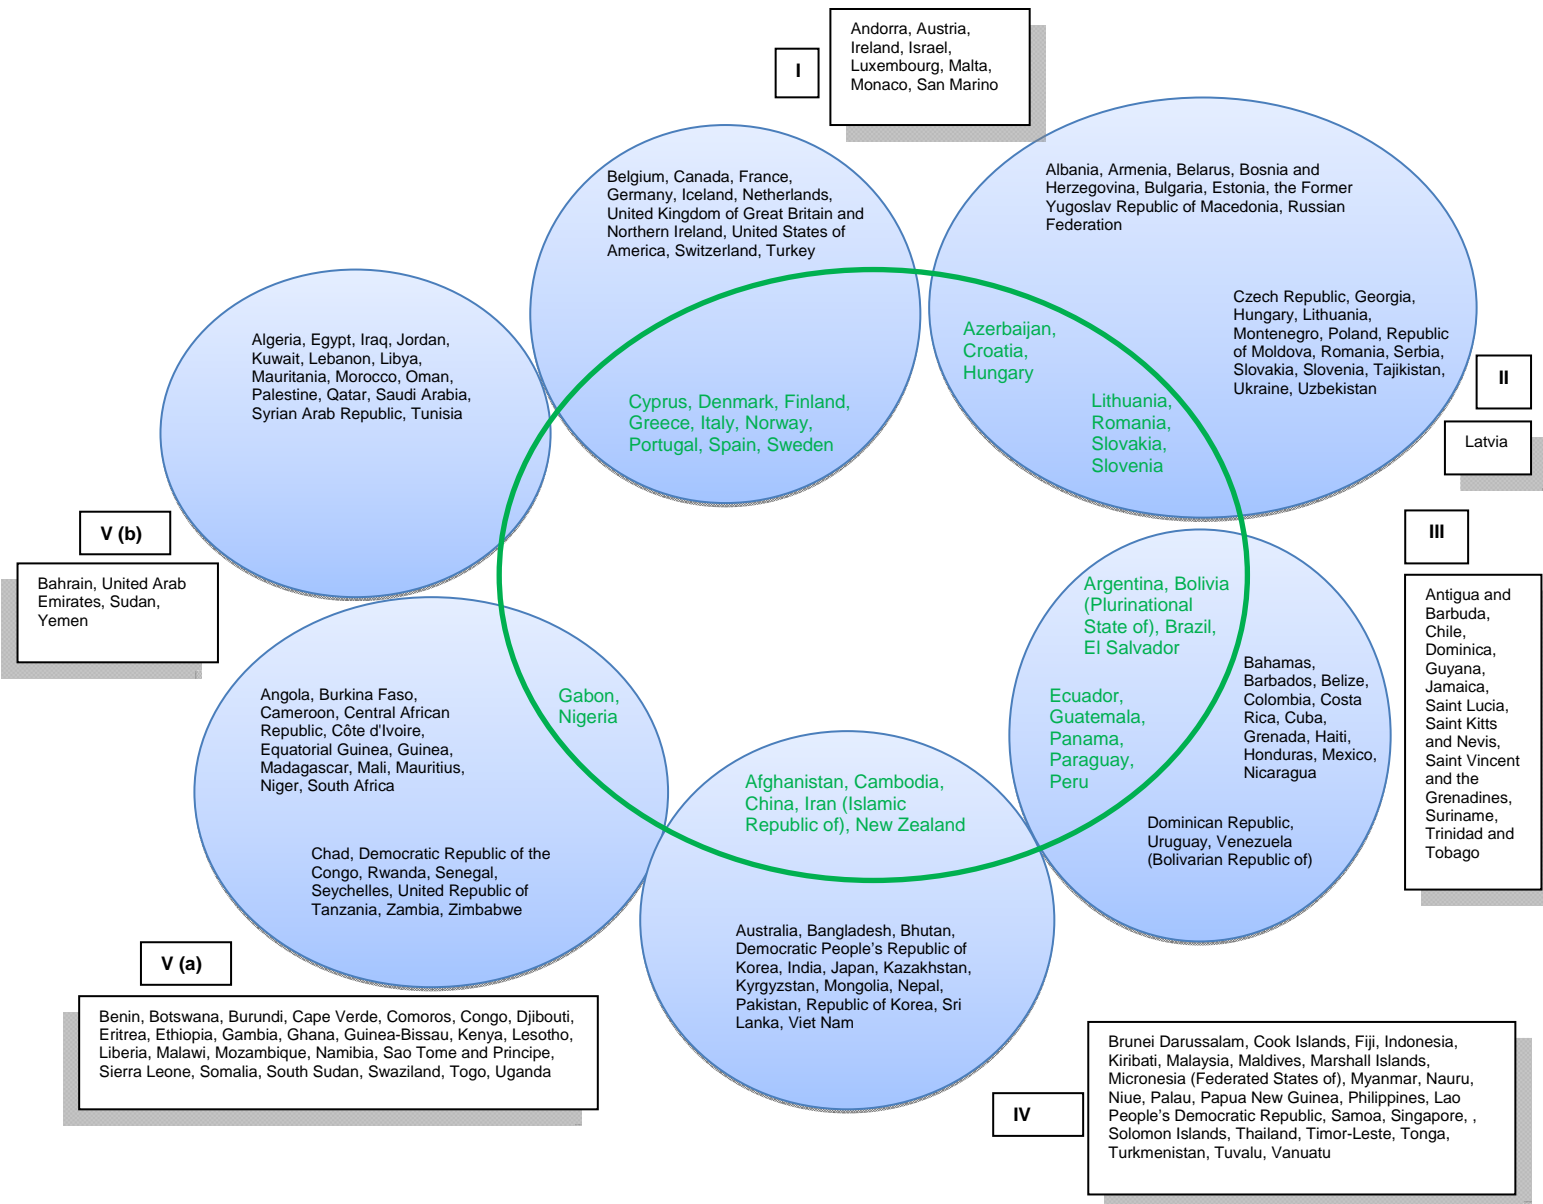 I
Andorra, Austria,
Ireland, Israel,
Luxembourg, Malta,
Monaco, San Marino
Belgium, Canada, France,
Germany, Iceland, Netherlands,
United Kingdom of Great Britain and
Northern Ireland, United States of
America, Switzerland, Turkey
Cyprus, Denmark, Finland,
Greece, Italy, Norway,
Portugal, Spain, Sweden
Albania, Armenia, Belarus, Bosnia and
Herzegovina, Bulgaria, Estonia, the Former
Yugoslav Republic of Macedonia, Russian
Federation
Czech Republic, Georgia,
Hungary, Lithuania,
Montenegro, Poland, Republic
of Moldova, Romania, Serbia,
Slovakia, Slovenia, Tajikistan,
Ukraine, Uzbekistan
Azerbaijan,
Croatia,
Hungary
Lithuania,
Romania,
Slovakia,
Slovenia
II
Latvia
Algeria, Egypt, Iraq, Jordan,
Kuwait, Lebanon, Libya,
Mauritania, Morocco, Oman,
Palestine, Qatar, Saudi Arabia,
Syrian Arab Republic, Tunisia
V (b)
Bahrain, United Arab
Emirates, Sudan,
Yemen
III
Antigua and
Barbuda,
Chile,
Dominica,
Guyana,
Jamaica,
Saint Lucia,
Saint Kitts
and Nevis,
Saint Vincent
and the
Grenadines,
Suriname,
Trinidad and
Tobago
Argentina, Bolivia
(Plurinational
State of), Brazil,
El Salvador
Ecuador,
Guatemala,
Panama,
Paraguay,
Peru
Bahamas,
Barbados, Belize,
Colombia, Costa
Rica, Cuba,
Grenada, Haiti,
Honduras, Mexico,
Nicaragua
Dominican Republic,
Uruguay, Venezuela
(Bolivarian Republic of)
Angola, Burkina Faso,
Cameroon, Central African
Republic, Côte d'Ivoire,
Equatorial Guinea, Guinea,
Madagascar, Mali, Mauritius,
Niger, South Africa
Gabon,
Nigeria
Chad, Democratic Republic of the
Congo, Rwanda, Senegal,
Seychelles, United Republic of
Tanzania, Zambia, Zimbabwe
Afghanistan, Cambodia,
China, Iran (Islamic
Republic of), New Zealand
Australia, Bangladesh, Bhutan,
Democratic People’s Republic of
Korea, India, Japan, Kazakhstan,
Kyrgyzstan, Mongolia, Nepal,
Pakistan, Republic of Korea, Sri
Lanka, Viet Nam
V (a)
Benin, Botswana, Burundi, Cape Verde, Comoros, Congo, Djibouti,
Eritrea, Ethiopia, Gambia, Ghana, Guinea-Bissau, Kenya, Lesotho,
Liberia, Malawi, Mozambique, Namibia, Sao Tome and Principe,
Sierra Leone, Somalia, South Sudan, Swaziland, Togo, Uganda
IV
Brunei Darussalam, Cook Islands, Fiji, Indonesia,
Kiribati, Malaysia, Maldives, Marshall Islands,
Micronesia (Federated States of), Myanmar, Nauru,
Niue, Palau, Papua New Guinea, Philippines, Lao
People’s Democratic Republic, Samoa, Singapore, ,
Solomon Islands, Thailand, Timor-Leste, Tonga,
Turkmenistan, Tuvalu, Vanuatu